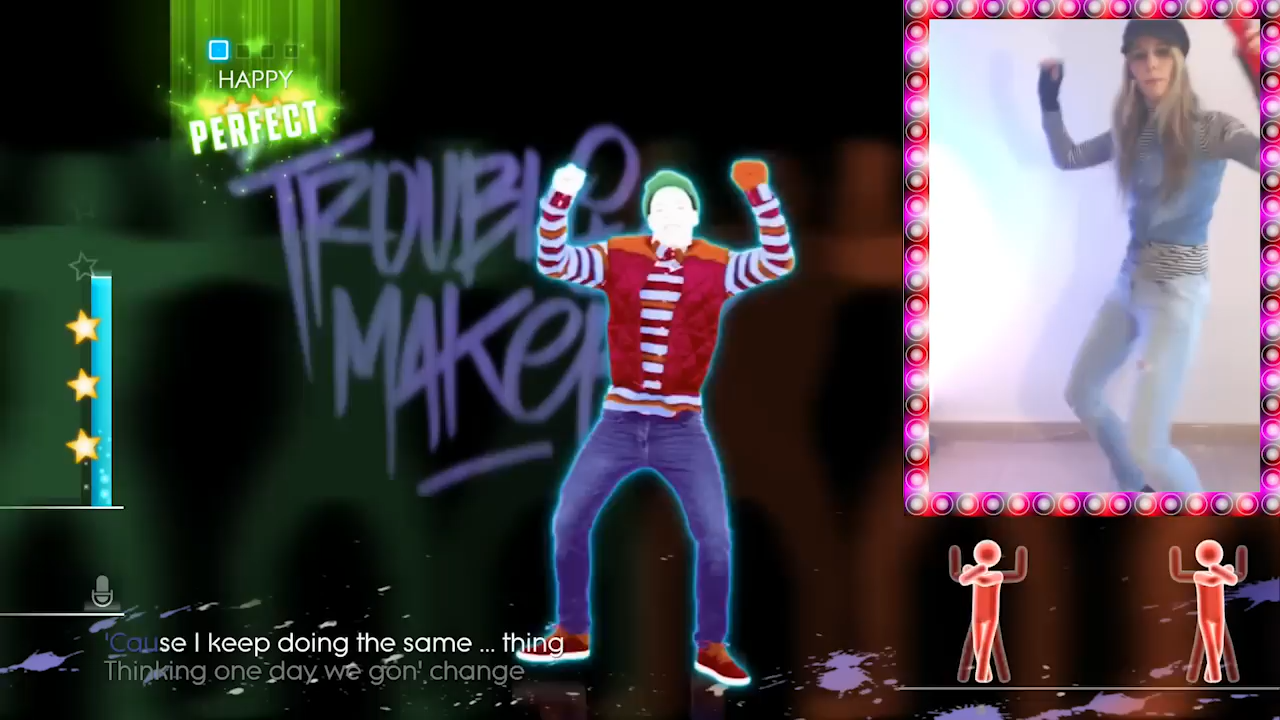 HAPPY
PERFECT
TROUBLE
MAKER
'Cause I keep doing the same ... thing
Thinking one day we gon' change